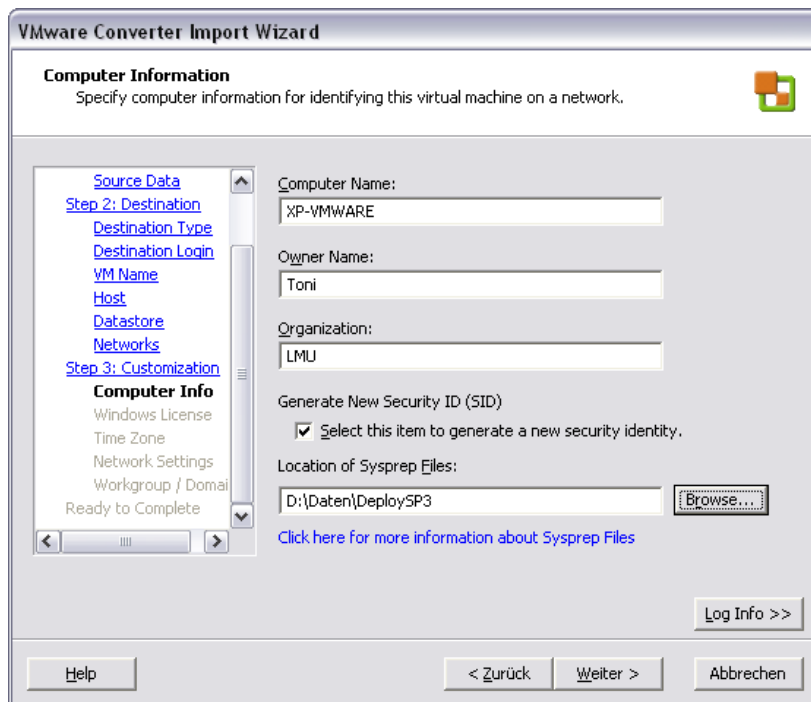 VMware Converter Import Wizard
Computer Information
Specify computer information for identifying this virtual machine on a network.
Source Data
Step 2: Destination
Destination Type
Destination Login
VM Name
Host
Datastore
Networks
Step 3: Customization
Computer Info
Windows License
Time Zone
Network Settings
Workgroup / Domai
Ready to Complete
Computer Name:
XP-VMWARE
Owner Name:
Toni
Organization:
LMU
Generate New Security ID (SID)
Select this item to generate a new security identity.
Location of Sysprep Files:
D:\Daten\DeploySP3
Browse...
Click here for more information about Sysprep Files
Log Info >>
Help
< Zurück
Weiter >
Abbrechen